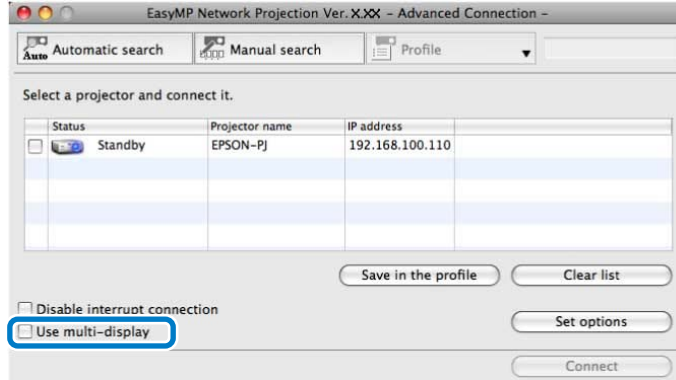 EasyMP Network Projection Ver. X.XX – Advanced Connection –
Auto Automatic search Manual search Profile
Select a projector and connect it.
Status Projector name IP address
Standby EPSON-PJ 192.168.100.110
Save in the profile Clear list
Disable interrupt connection
Use multi-display
Set options
Connect